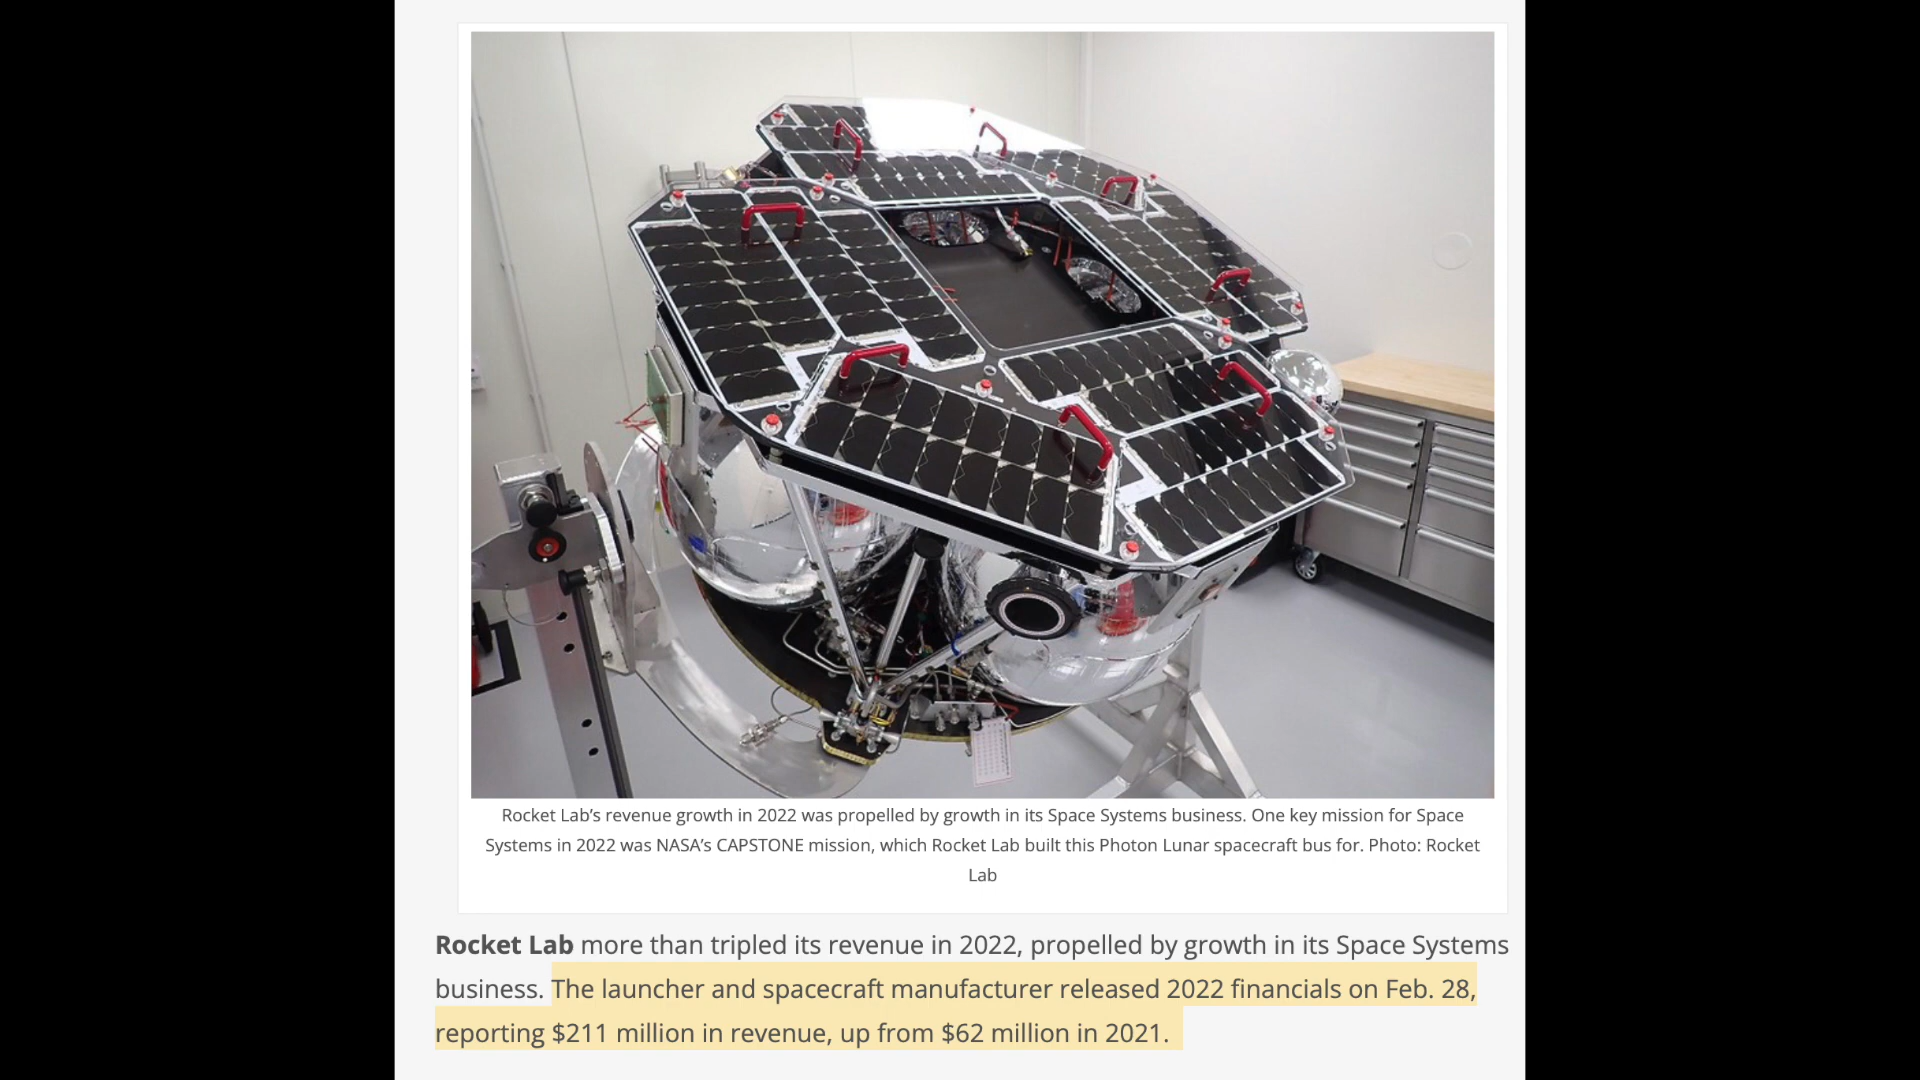 Rocket Lab’s revenue growth in 2022 was propelled by growth in its Space Systems business. One key mission for Space
Systems in 2022 was NASA’s CAPSTONE mission, which Rocket Lab built this Photon Lunar spacecraft bus for. Photo: Rocket
Lab
Rocket Lab more than tripled its revenue in 2022, propelled by growth in its Space Systems
business. The launcher and spacecraft manufacturer released 2022 financials on Feb. 28,
reporting $211 million in revenue, up from $62 million in 2021.